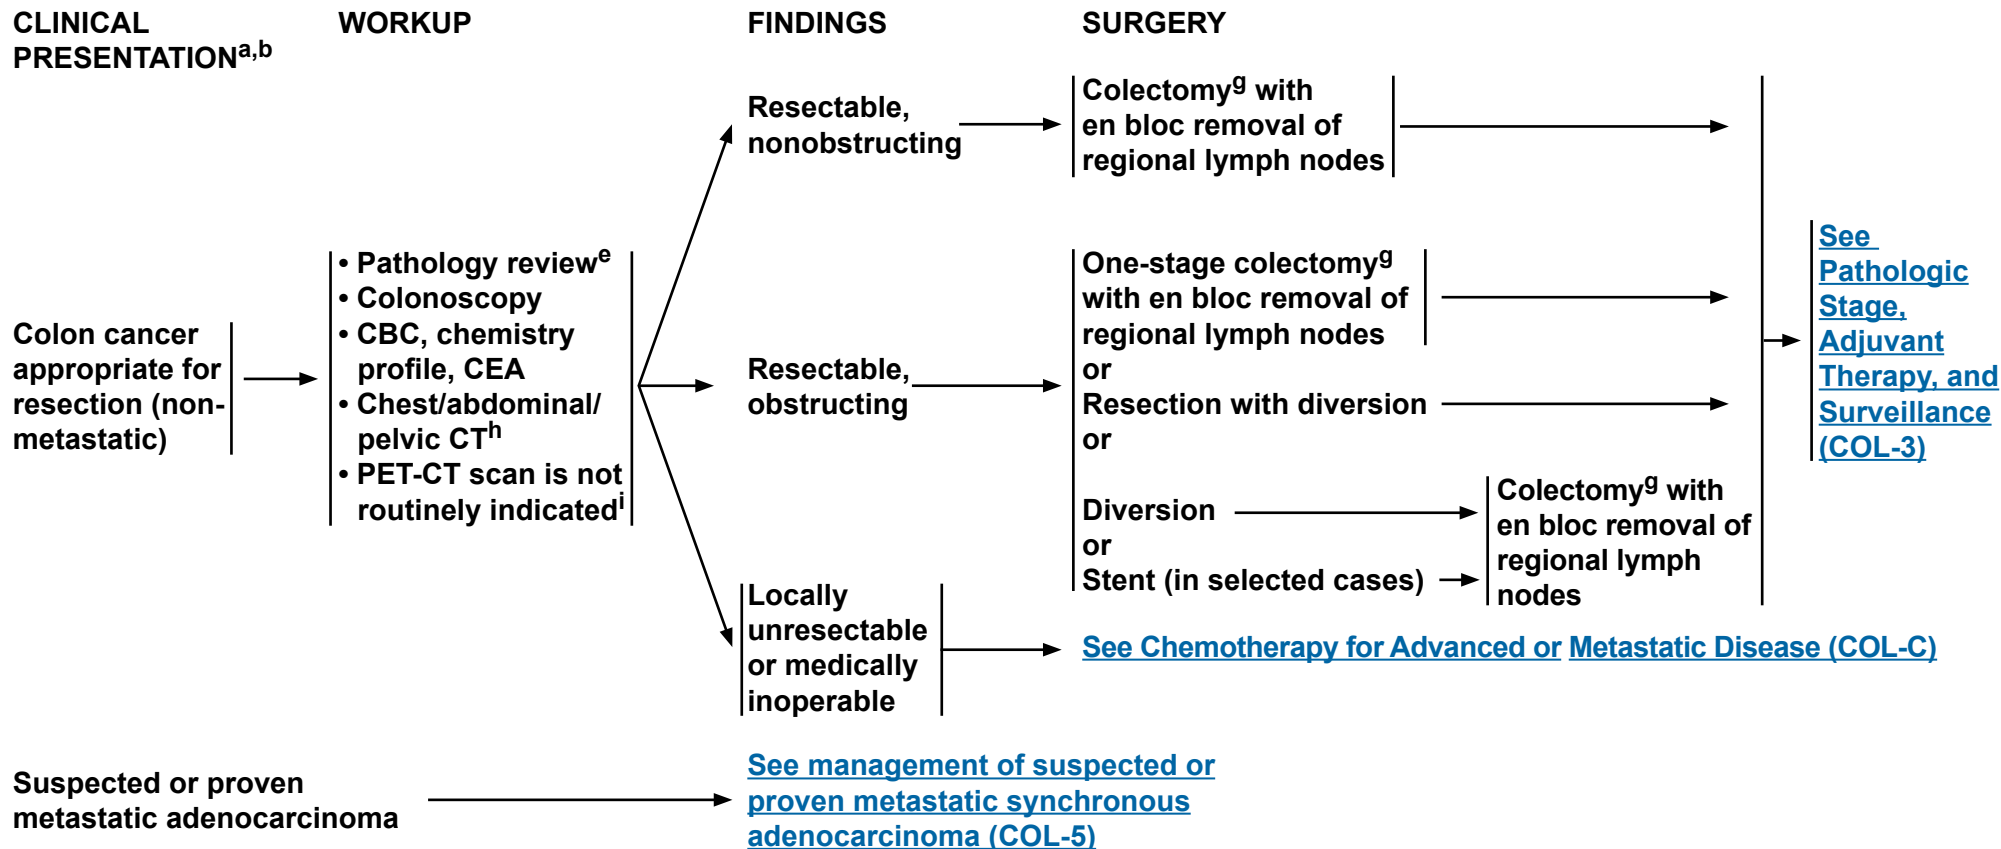 CLINICAL
PRESENTATIONa,b
WORKUP
FINDINGS
SURGERY
Colon cancer
appropriate for
resection (non-
metastatic)
• Pathology reviewe
• Colonoscopy
• CBC, chemistry
profile, CEA
• Chest/abdominal/
pelvic CTh
• PET-CT scan is not
routinely indicatedi
Resectable,
nonobstructing
Colectomyg with
en bloc removal of
regional lymph nodes
Resectable,
obstructing
One-stage colectomyg
with en bloc removal of
regional lymph nodes
or
Resection with diversion
or
Diversion
or
Stent (in selected cases)
Colectomyg with
en bloc removal of
regional lymph
nodes
See
Pathologic
Stage,
Adjuvant
Therapy, and
Surveillance
(COL-3)
Locally
unresectable
or medically
inoperable
See Chemotherapy for Advanced or Metastatic Disease (COL-C)
Suspected or proven
metastatic adenocarcinoma
See management of suspected or
proven metastatic synchronous
adenocarcinoma (COL-5)